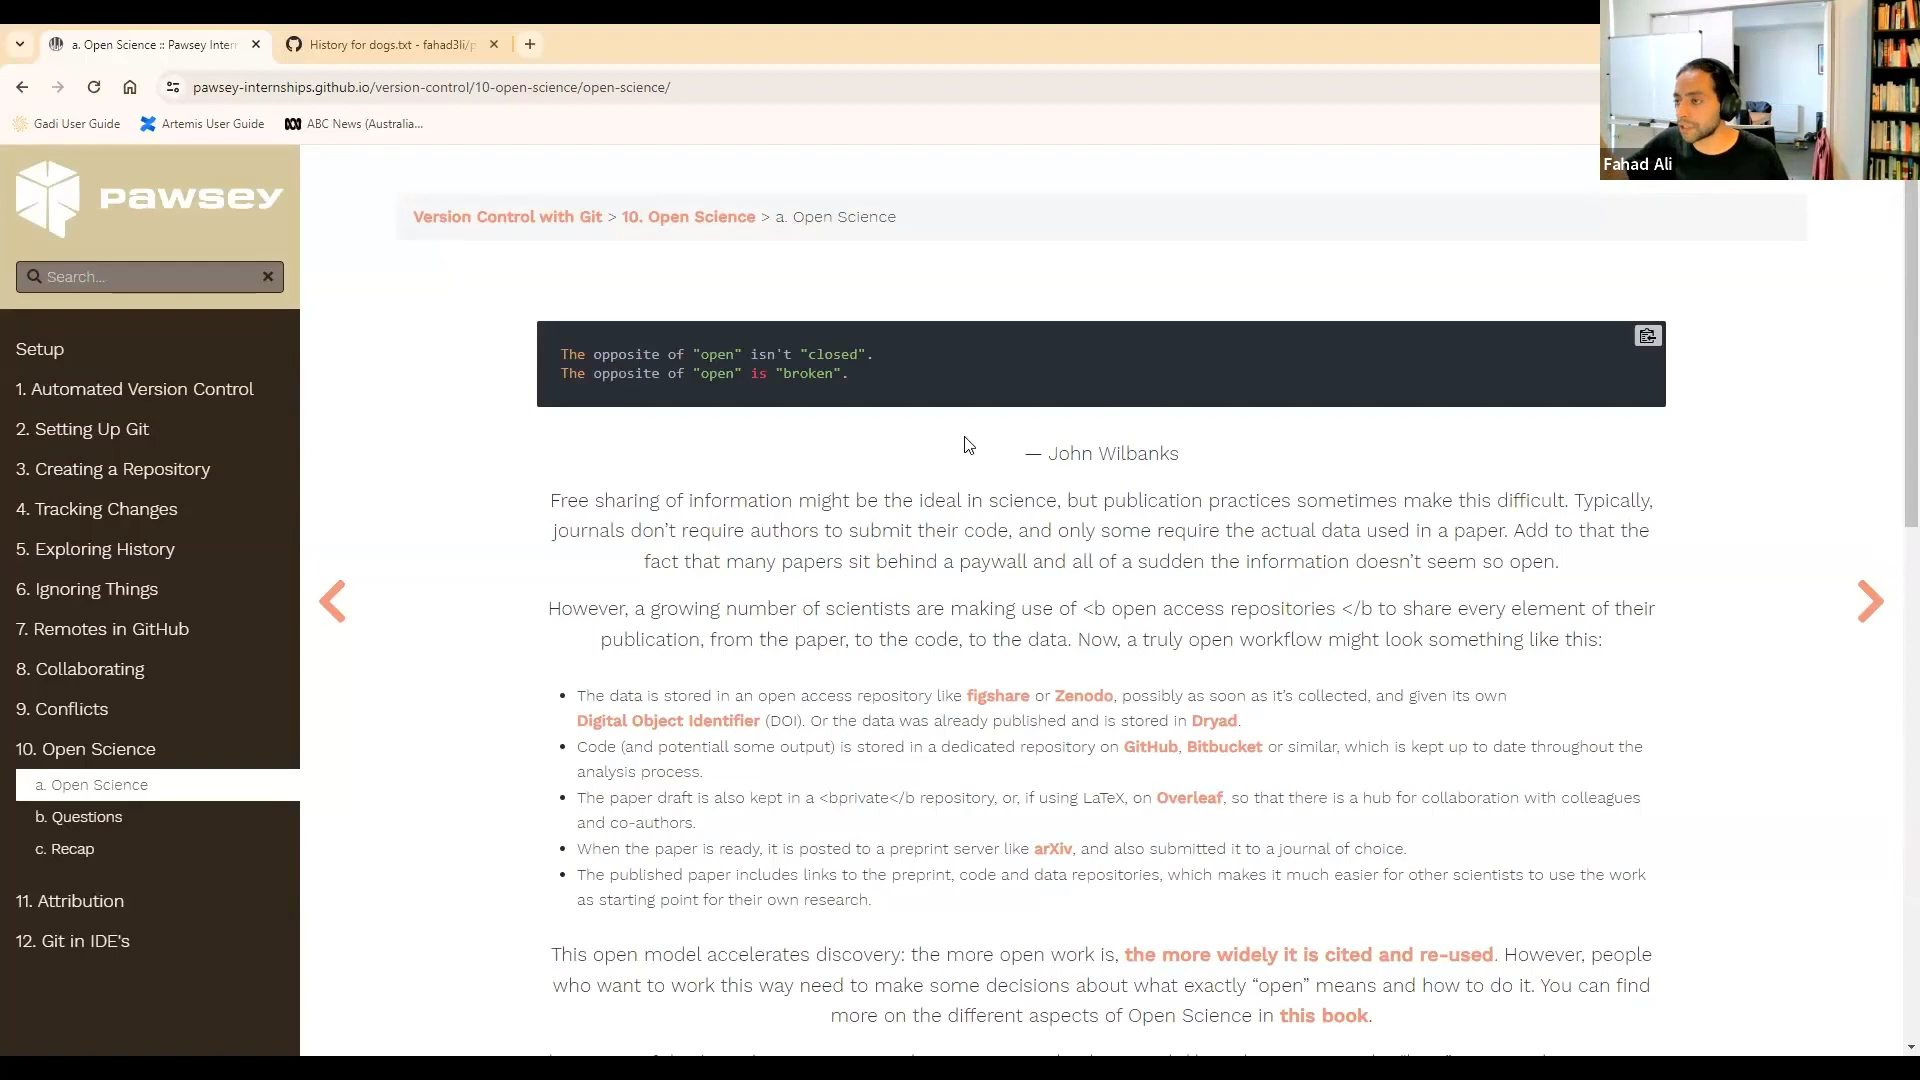 a. Open Science :: Pawsey Inter
History for dogs.txt - fahad3li/p
pawsey-internships.github.io/version-control/10-open-science/open-science/
Gadi User Guide
Artemis User Guide
ABC News (Australia...
Fahad Ali
PAWSEY
Search...
Setup
1. Automated Version Control
2. Setting Up Git
3. Creating a Repository
4. Tracking Changes
5. Exploring History
6. Ignoring Things
7. Remotes in GitHub
8. Collaborating
9. Conflicts
10. Open Science
a. Open Science
b. Questions
c. Recap
11. Attribution
12. Git in IDE's
Version Control with Git > 10. Open Science > a. Open Science
The opposite of "open" isn't "closed".
The opposite of "open" is "broken".
— John Wilbanks
Free sharing of information might be the ideal in science, but publication practices sometimes make this difficult. Typically,
journals don’t require authors to submit their code, and only some require the actual data used in a paper. Add to that the
fact that many papers sit behind a paywall and all of a sudden the information doesn’t seem so open.
However, a growing number of scientists are making use of <b open access repositories </b to share every element of their
publication, from the paper, to the code, to the data. Now, a truly open workflow might look something like this:
• The data is stored in an open access repository like figshare or Zenodo, possibly as soon as it’s collected, and given its own
Digital Object Identifier (DOI). Or the data was already published and is stored in Dryad.
• Code (and potentiall some output) is stored in a dedicated repository on GitHub, Bitbucket or similar, which is kept up to date throughout the
analysis process.
• The paper draft is also kept in a <bprivate</b repository, or, if using LaTeX, on Overleaf, so that there is a hub for collaboration with colleagues
and co-authors.
• When the paper is ready, it is posted to a preprint server like arXiv, and also submitted it to a journal of choice.
• The published paper includes links to the preprint, code and data repositories, which makes it much easier for other scientists to use the work
as starting point for their own research.
This open model accelerates discovery: the more open work is, the more widely it is cited and re-used. However, people
who want to work this way need to make some decisions about what exactly “open” means and how to do it. You can find
more on the different aspects of Open Science in this book.